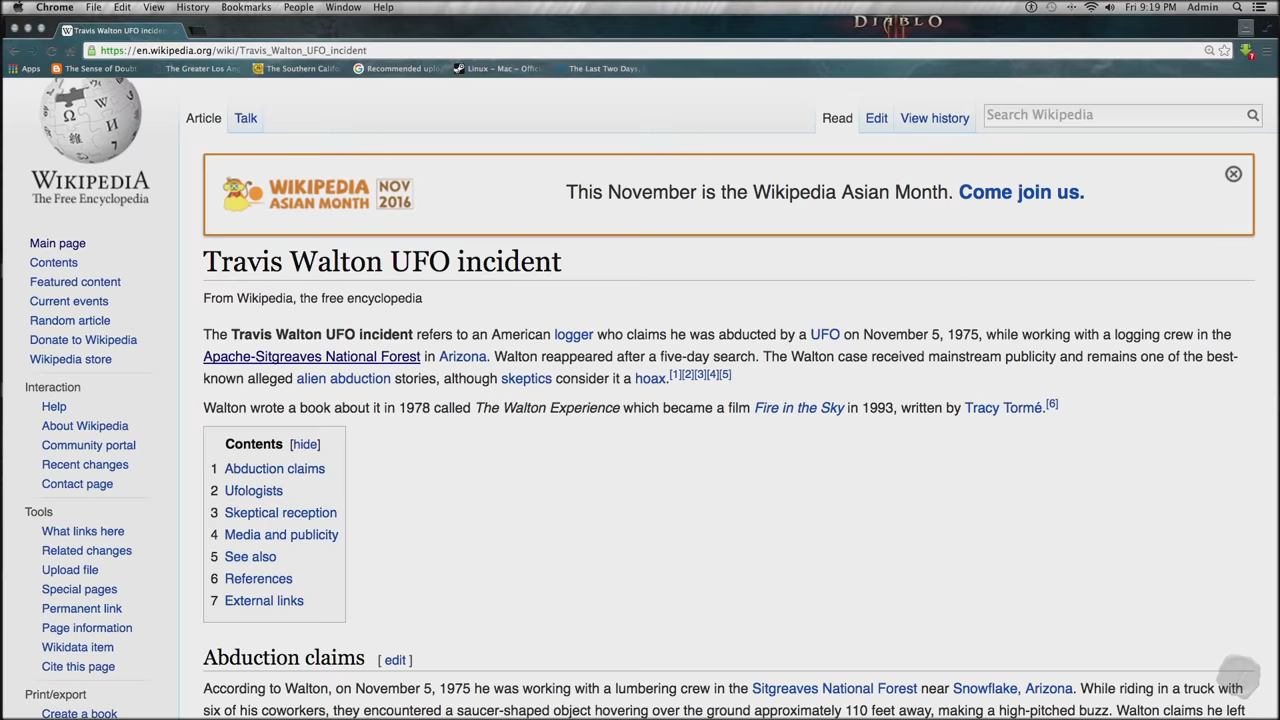 Chrome File Edit View History Bookmarks People Window Help Fri 9:19 PM Admin
DIABLO
Travis Walton UFO inciden
https://en.wikipedia.org/wiki/Travis_Walton_UFO_incident
Apps The Sense of Doubt The Greater Los An The Southern Califo Recommended uplo Linux – Mac – Offici The Last Two Days.
Article Talk Read Edit View history Search Wikipedia
WIKIPEDIA
The Free Encyclopedia
WIKIPEDIA ASIAN MONTH NOV 2016
This November is the Wikipedia Asian Month. Come join us.
Main page
Contents
Featured content
Current events
Random article
Donate to Wikipedia
Wikipedia store
Interaction
Help
About Wikipedia
Community portal
Recent changes
Contact page
Tools
What links here
Related changes
Upload file
Special pages
Permanent link
Page information
Wikidata item
Cite this page
Print/export
Create a book
Travis Walton UFO incident
From Wikipedia, the free encyclopedia
The Travis Walton UFO incident refers to an American logger who claims he was abducted by a UFO on November 5, 1975, while working with a logging crew in the
Apache-Sitgreaves National Forest in Arizona. Walton reappeared after a five-day search. The Walton case received mainstream publicity and remains one of the best-
known alleged alien abduction stories, although skeptics consider it a hoax.[1][2][3][4][5]
Walton wrote a book about it in 1978 called The Walton Experience which became a film Fire in the Sky in 1993, written by Tracy Tormé.[6]
Contents [hide]
1 Abduction claims
2 Ufologists
3 Skeptical reception
4 Media and publicity
5 See also
6 References
7 External links
Abduction claims [ edit ]
According to Walton, on November 5, 1975 he was working with a lumbering crew in the Sitgreaves National Forest near Snowflake, Arizona. While riding in a truck with
six of his coworkers, they encountered a saucer-shaped object hovering over the ground approximately 110 feet away, making a high-pitched buzz. Walton claims he left